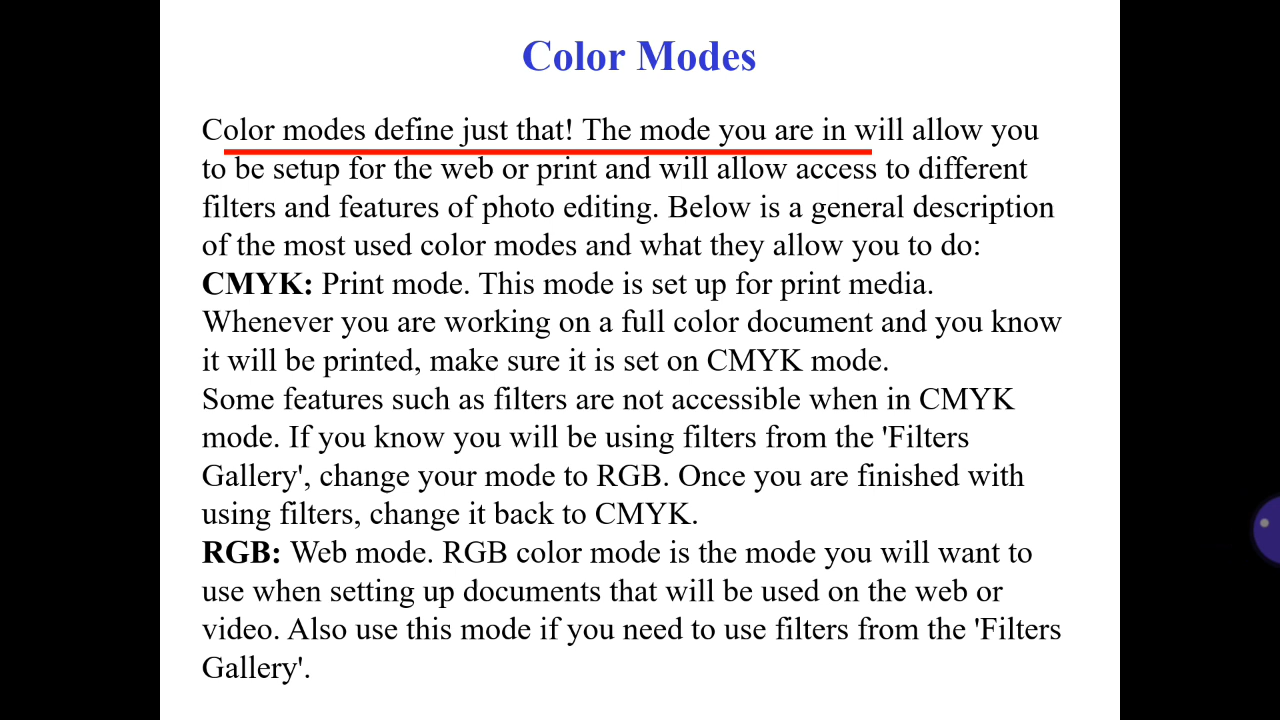 Color Modes
Color modes define just that! The mode you are in will allow you
to be setup for the web or print and will allow access to different
filters and features of photo editing. Below is a general description
of the most used color modes and what they allow you to do:
CMYK: Print mode. This mode is set up for print media.
Whenever you are working on a full color document and you know
it will be printed, make sure it is set on CMYK mode.
Some features such as filters are not accessible when in CMYK
mode. If you know you will be using filters from the 'Filters
Gallery', change your mode to RGB. Once you are finished with
using filters, change it back to CMYK.
RGB: Web mode. RGB color mode is the mode you will want to
use when setting up documents that will be used on the web or
video. Also use this mode if you need to use filters from the 'Filters
Gallery'.